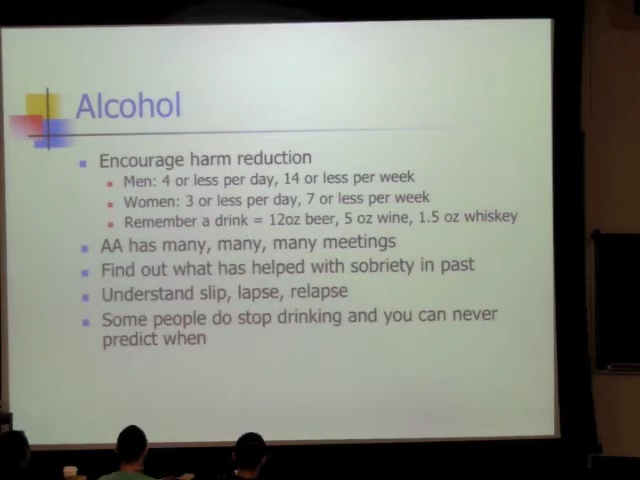 Alcohol
Encourage harm reduction
Men: 4 or less per day, 14 or less per week
Women: 3 or less per day, 7 or less per week
Remember a drink = 12oz beer, 5 oz wine, 1.5 oz whiskey
AA has many, many, many meetings
Find out what has helped with sobriety in past
Understand slip, lapse, relapse
Some people do stop drinking and you can never
predict when